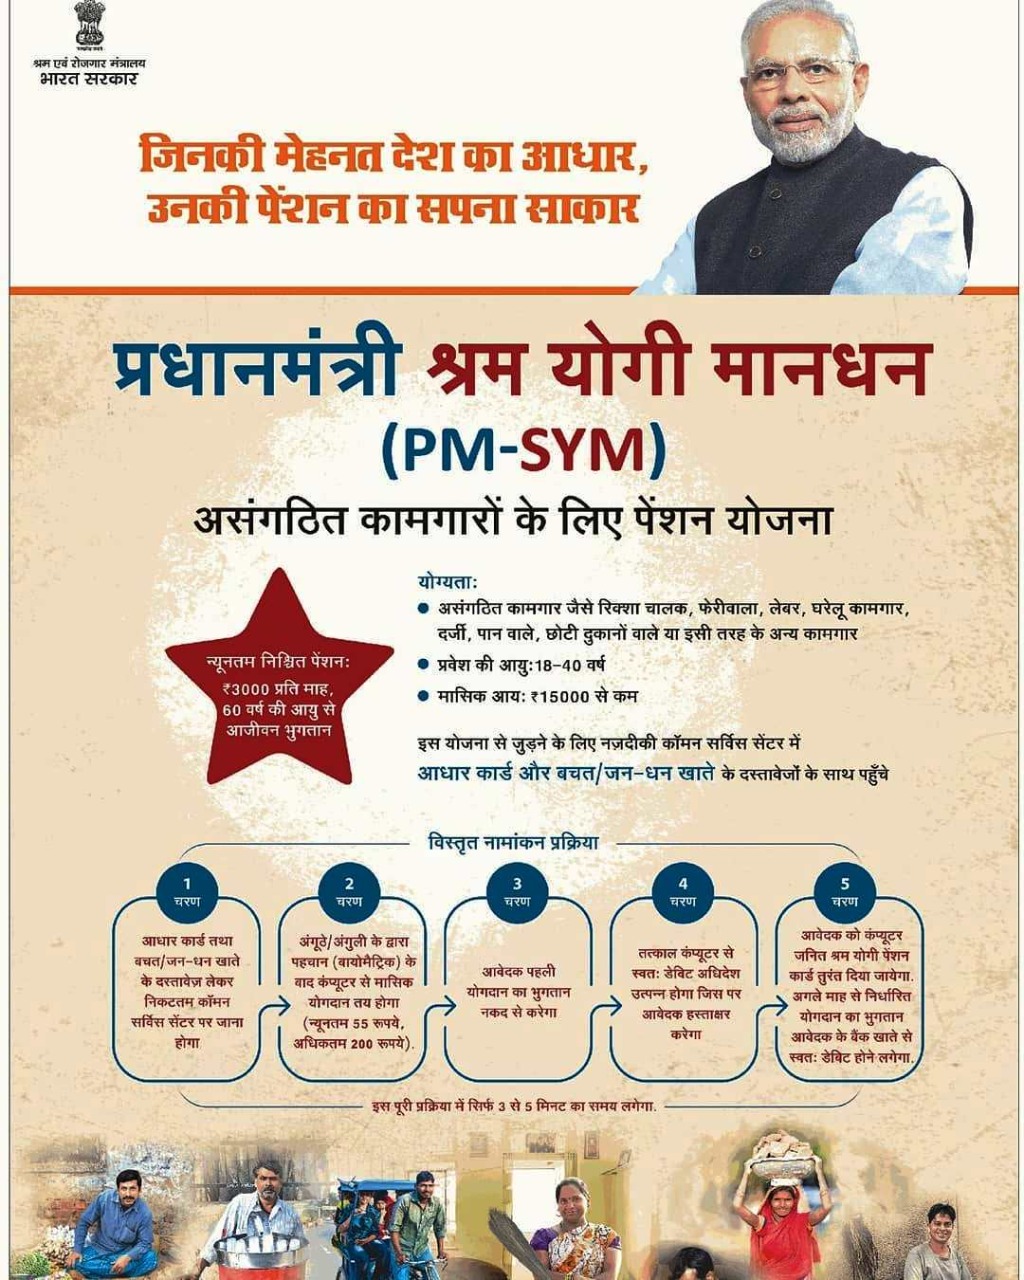 श्रम एवं रोजगार मंत्रालय
भारत सरकार
जिनकी मेहनत देश का आधार,
उनकी पेंशन का सपना साकार
प्रधानमंत्री श्रम योगी मानधन
(PM-SYM)
असंगठित कामगारों के लिए पेंशन योजना
न्यूनतम निश्चित पेंशनः
₹3000 प्रति माह,
60 वर्ष की आयु से
आजीवन भुगतान
योग्यताः
● असंगठित कामगार जैसे रिक्शा चालक, फेरीवाला, लेबर, घरेलू कामगार,
दर्जी, पान वाले, छोटी दुकानों वाले या इसी तरह के अन्य कामगार
● प्रवेश की आयु:18-40 वर्ष
● मासिक आयः ₹15000 से कम
इस योजना से जुड़ने के लिए नज़दीकी कॉमन सर्विस सेंटर में
आधार कार्ड और बचत/जन-धन खाते के दस्तावेजों के साथ पहुँचे
विस्तृत नामांकन प्रक्रिया
1
चरण
आधार कार्ड तथा
बचत/जन-धन खाते
के दस्तावेज़ लेकर
निकटतम कॉमन
सर्विस सेंटर पर जाना
होगा
2
चरण
अंगूठे/अंगुली के द्वारा
पहचान (बायोमैट्रिक) के
बाद कंप्यूटर से मासिक
योगदान तय होगा
(न्यूनतम 55 रूपये,
अधिकतम 200 रूपये).
3
चरण
आवेदक पहली
योगदान का भुगतान
नकद से करेगा
4
चरण
तत्काल कंप्यूटर से
स्वतः डेबिट अधिदेश
उत्पन्न होगा जिस पर
आवेदक हस्ताक्षर
करेगा
5
चरण
आवेदक को कंप्यूटर
जनित श्रम योगी पेंशन
कार्ड तुरंत दिया जायेगा.
अगले माह से निर्धारित
योगदान का भुगतान
आवेदक के बैंक खाते से
स्वतः डेबिट होने लगेगा.
इस पूरी प्रक्रिया में सिर्फ 3 से 5 मिनट का समय लगेगा.